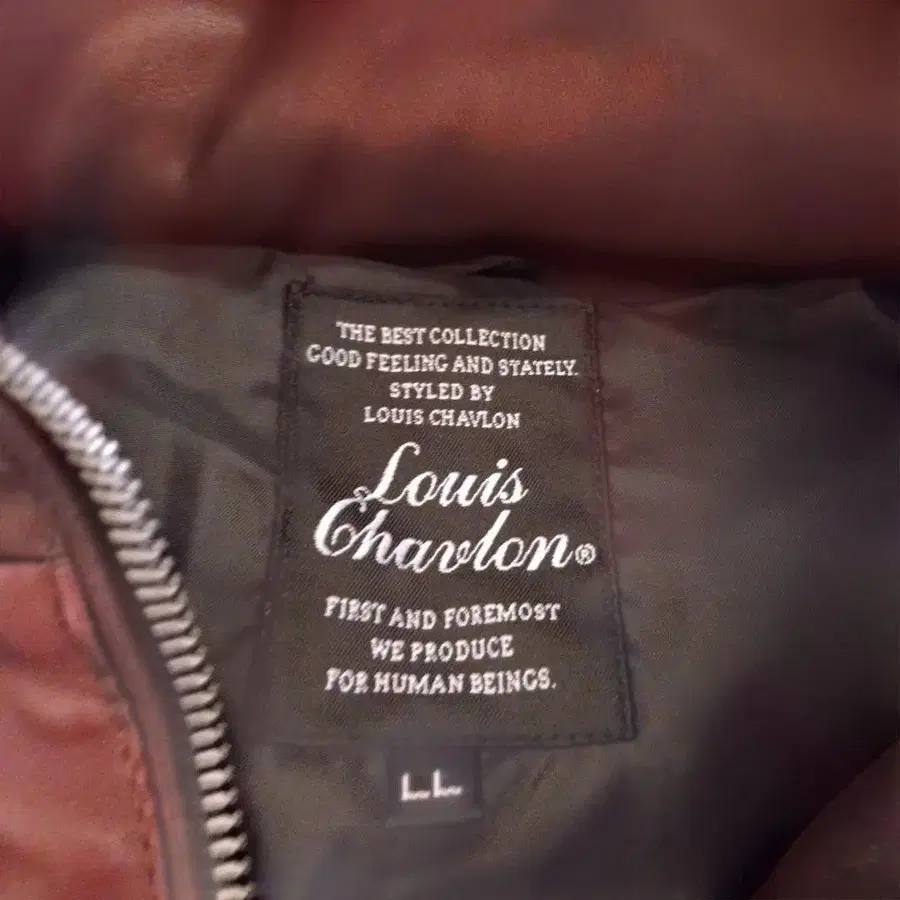 THE BEST COLLECTION
GOOD FEELING AND STATELY.
STYLED BY
LOUIS CHAVLON
Louis
Chavlon®
FIRST AND FOREMOST
WE PRODUCE
FOR HUMAN BEINGS.
LL